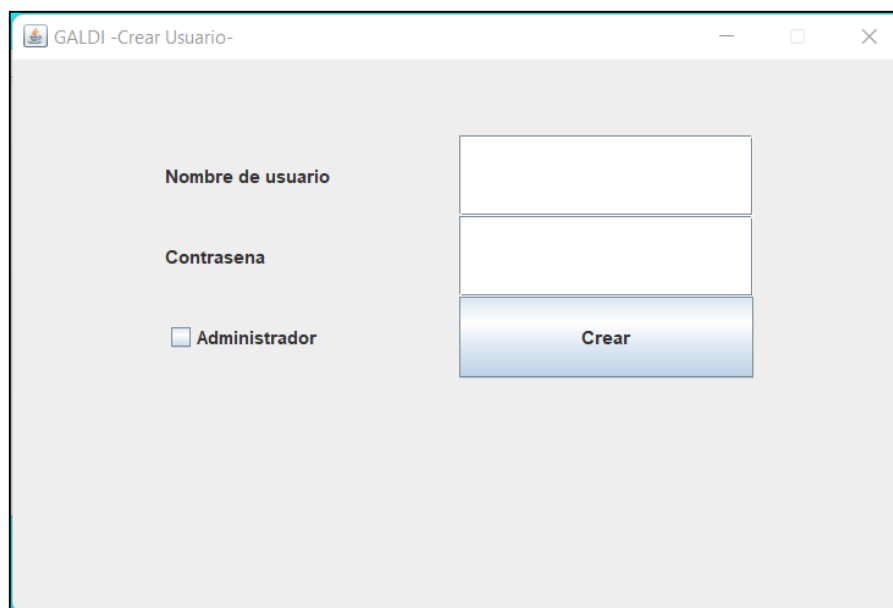 GALDI -Crear Usuario-
Nombre de usuario
Contrasena
Administrador
Crear